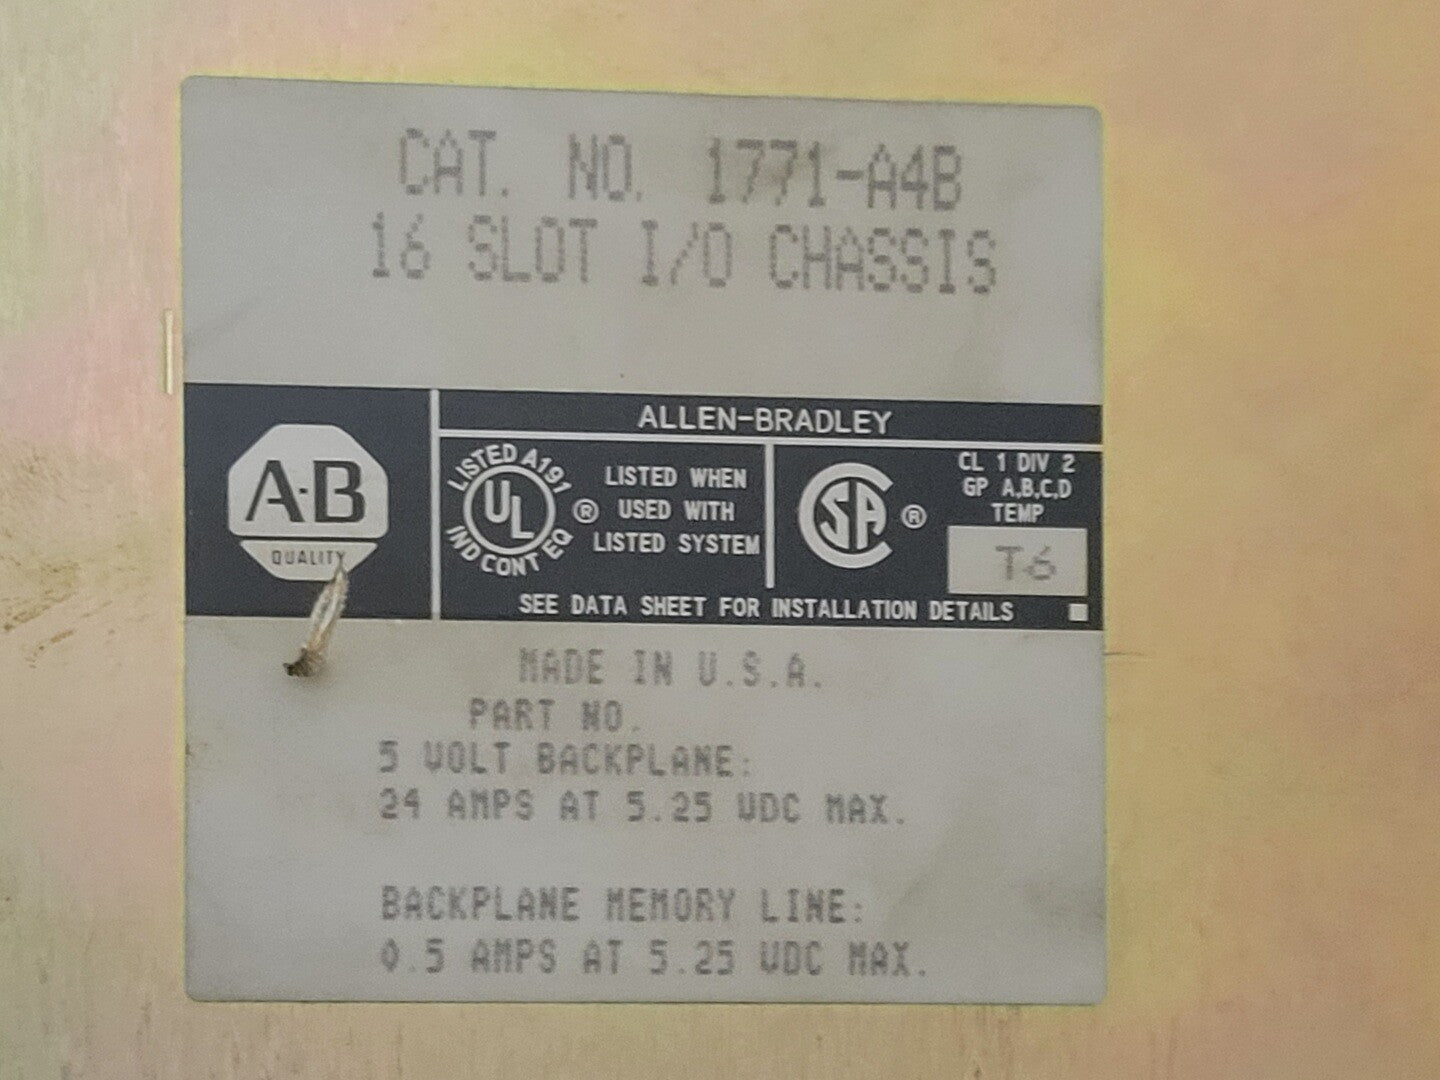 CAT. NO. 1771-A4B
16 SLOT I/O CHASSIS
ALLEN-BRADLEY
A·B
QUALITY
LISTED A191
UL
IND CONT EQ
®
LISTED WHEN
USED WITH
LISTED SYSTEM
CSA ®
CL 1 DIV 2
GP A,B,C,D
TEMP
T6
SEE DATA SHEET FOR INSTALLATION DETAILS
MADE IN U.S.A.
PART NO.
5 VOLT BACKPLANE:
24 AMPS AT 5.25 VDC MAX.
BACKPLANE MEMORY LINE:
0.5 AMPS AT 5.25 VDC MAX.